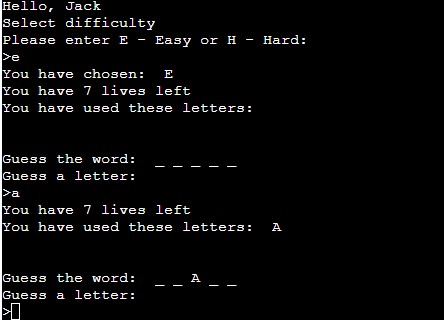 Hello, Jack
Select difficulty
Please enter E - Easy or H - Hard:
>e
You have chosen:  E
You have 7 lives left
You have used these letters:
Guess the word:  _ _ _ _ _
Guess a letter:
>a
You have 7 lives left
You have used these letters:  A
Guess the word:  _ _ A _ _
Guess a letter:
>